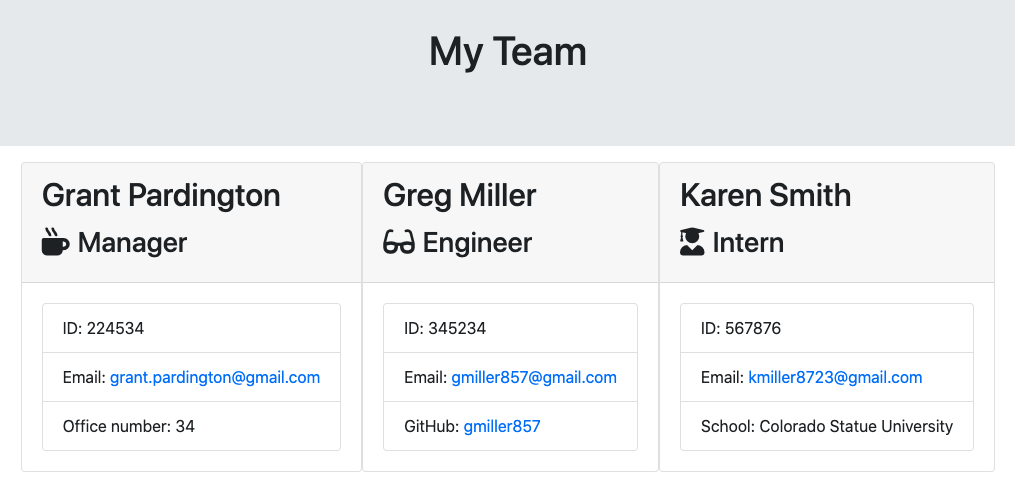 My Team
Grant Pardington
Manager
ID: 224534
Email: grant.pardington@gmail.com
Office number: 34
Greg Miller
Engineer
ID: 345234
Email: gmiller857@gmail.com
GitHub: gmiller857
Karen Smith
Intern
ID: 567876
Email: kmiller8723@gmail.com
School: Colorado Statue University